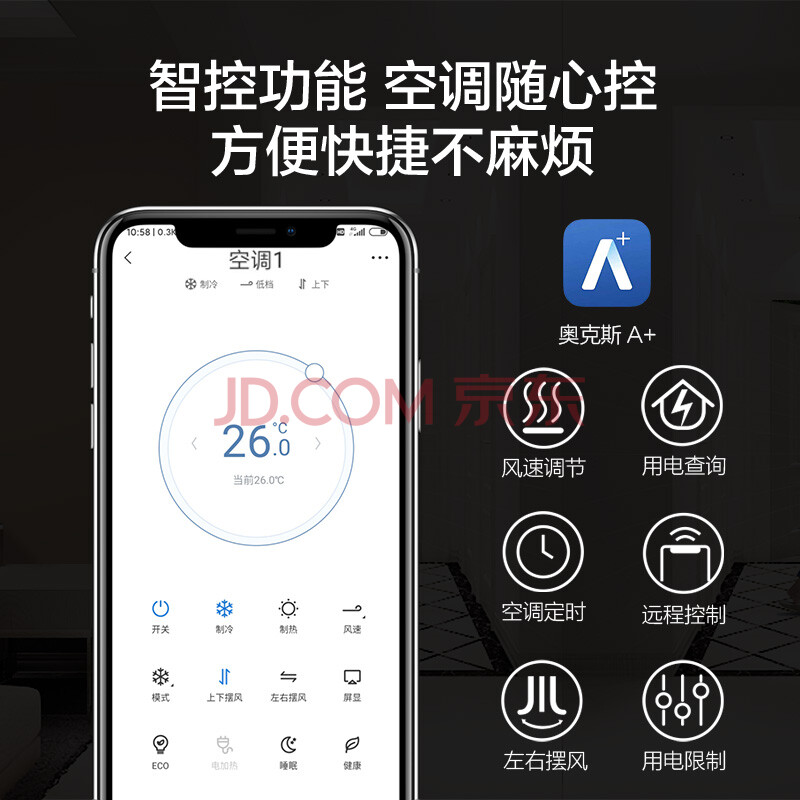 智控功能 空调随心控
方便快捷不麻烦
10:58 | 0.3K
HD 4G
空调1
制冷 低档 上下
JD.COM 京东
26.0 °C
当前26.0℃
开关 制冷 制热 风速
模式 上下摆风 左右摆风 屏显
ECO 电加热 睡眠 健康
奥克斯 A+
风速调节 用电查询
空调定时 远程控制
左右摆风 用电限制